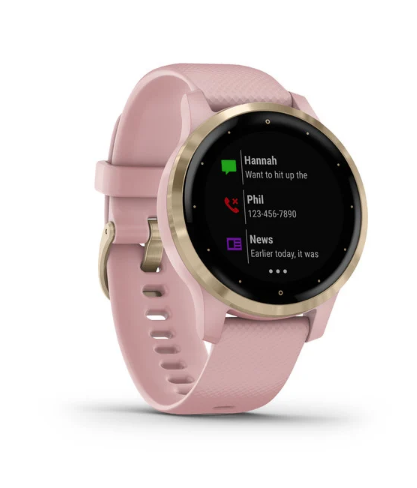 Hannah
Want to hit up the
Phil
123-456-7890
News
Earlier today, it was